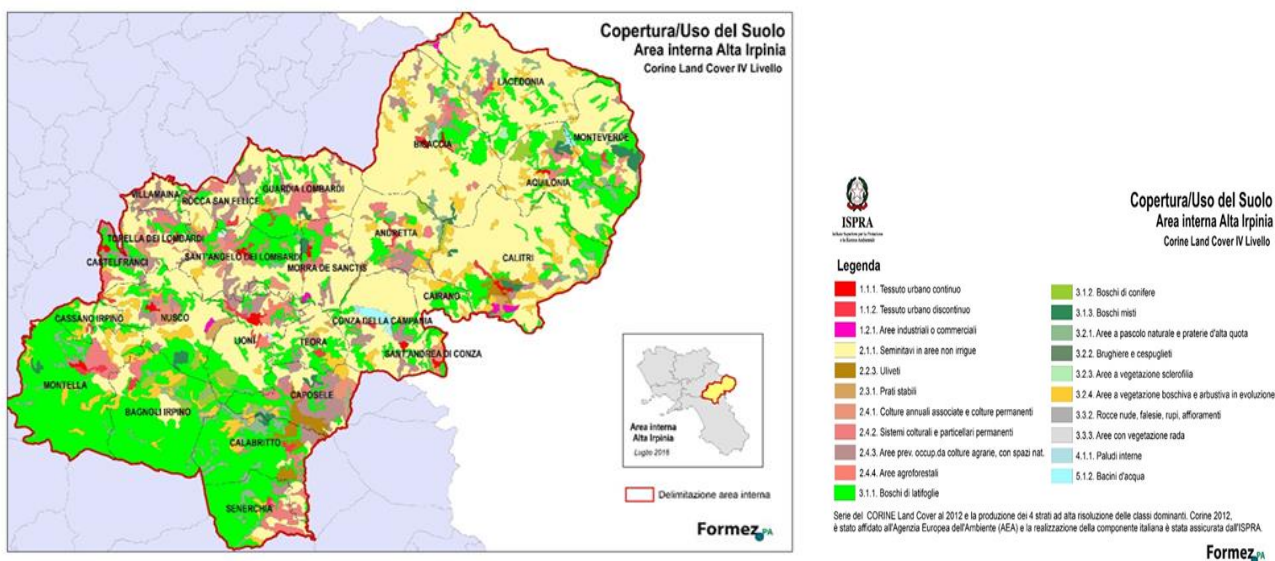 Copertura/Uso del Suolo
Area interna Alta Irpinia
Corine Land Cover IV Livello
LACEDONIA
MONTEVERDE
BISACCIA
AQUILONIA
GUARDIA LOMBARDI
VILLAMAINA
ROCCA SAN FELICE
TORELLA DEI LOMBARDI
ANDRETTA
SANT'ANGELO DEI LOMBARDI
CASTELFRANCI
MORRA DE SANCTIS
CALITRI
CAIRANO
CASSANO IRPINO
NUSCO
CONZA DELLA CAMPANIA
LIONI
TEORA
SANT'ANDREA DI CONZA
MONTELLA
CAPOSELE
BAGNOLI IRPINO
CALABRITTO
SENERCHIA
Area interna
Alta Irpinia
Luglio 2016
Delimitazione area interna
Formez PA
ISPRA
Istituto Superiore per la Protezione
e la Ricerca Ambientale
Copertura/Uso del Suolo
Area interna Alta Irpinia
Corine Land Cover IV Livello
Legenda
1.1.1. Tessuto urbano continuo
1.1.2. Tessuto urbano discontinuo
1.2.1. Aree industriali o commerciali
2.1.1. Seminitavi in aree non irrigue
2.2.3. Uliveti
2.3.1. Prati stabili
2.4.1. Colture annuali associate e colture permanenti
2.4.2. Sistemi colturali e particellari permanenti
2.4.3. Aree prev. occup.da colture agrarie, con spazi nat.
2.4.4. Aree agroforestali
3.1.1. Boschi di latifoglie
3.1.2. Boschi di conifere
3.1.3. Boschi misti
3.2.1. Aree a pascolo naturale e praterie d'alta quota
3.2.2. Brughiere e cespuglieti
3.2.3. Aree a vegetazione sclerofilia
3.2.4. Aree a vegetazione boschiva e arbustiva in evoluzione
3.3.2. Rocce nude, falesie, rupi, affioramenti
3.3.3. Aree con vegetazione rada
4.1.1. Paludi interne
5.1.2. Bacini d'acqua
Serie del CORINE Land Cover al 2012 e la produzione dei 4 strati ad alta risoluzione delle classi dominanti. Corine 2012,
è stato affidato all'Agenzia Europea dell'Ambiente (AEA) e la realizzazione della componente italiana è stata assicurata dall'ISPRA.
Formez PA